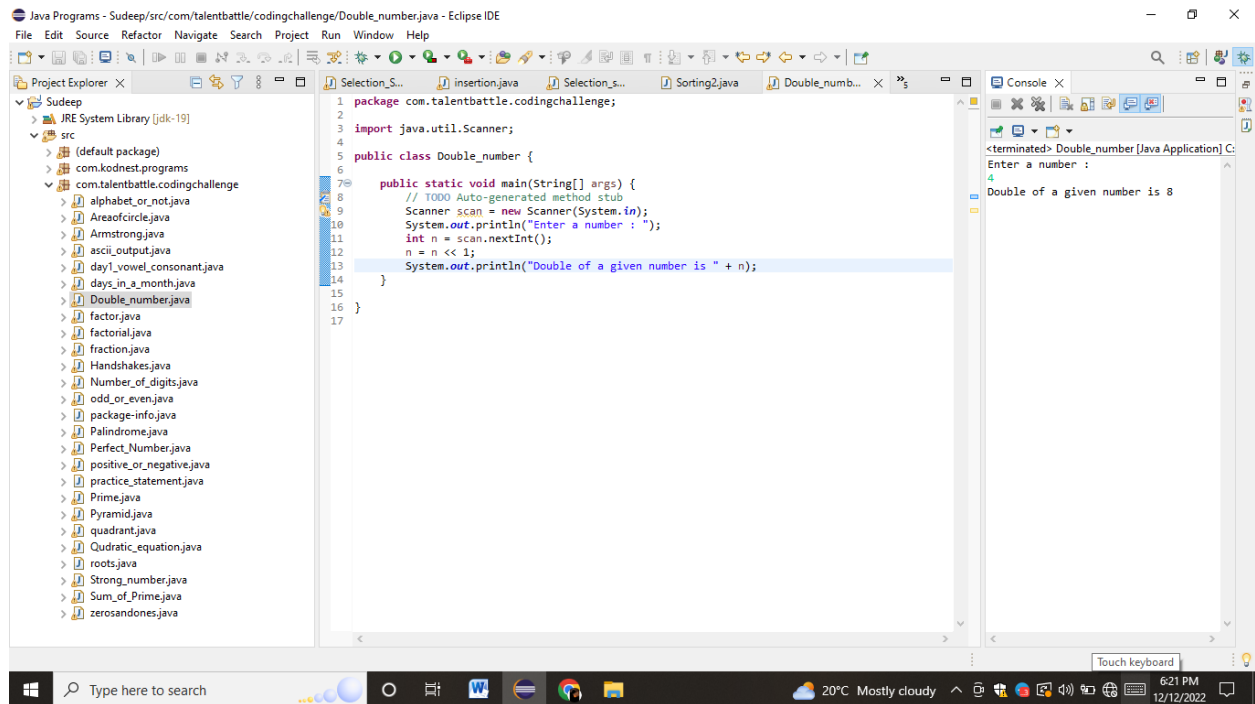 Java Programs - Sudeep/src/com/talentbattle/codingchallenge/Double_number.java - Eclipse IDE
File Edit Source Refactor Navigate Search Project Run Window Help
Project Explorer
Sudeep
JRE System Library [jdk-19]
src
(default package)
com.kodnest.programs
com.talentbattle.codingchallenge
alphabet_or_not.java
Areaofcircle.java
Armstrong.java
ascii_output.java
day1_vowel_consonant.java
days_in_a_month.java
Double_number.java
factor.java
factorial.java
fraction.java
Handshakes.java
Number_of_digits.java
odd_or_even.java
package-info.java
Palindrome.java
Perfect_Number.java
positive_or_negative.java
practice_statement.java
Prime.java
Pyramid.java
quadrant.java
Qudratic_equation.java
roots.java
Strong_number.java
Sum_of_Prime.java
zerosandones.java
Selection_S... insertion.java Selection_s... Sorting2.java Double_numb... "5
1 package com.talentbattle.codingchallenge;
2
3 import java.util.Scanner;
4
5 public class Double_number {
6
7 public static void main(String[] args) {
8 // TODO Auto-generated method stub
9 Scanner scan = new Scanner(System.in);
10 System.out.println("Enter a number : ");
11 int n = scan.nextInt();
12 n = n << 1;
13 System.out.println("Double of a given number is " + n);
14 }
15
16 }
17
Console
<terminated> Double_number [Java Application] C:
Enter a number :
4
Double of a given number is 8
Touch keyboard
Type here to search
20°C Mostly cloudy
6:21 PM
12/12/2022